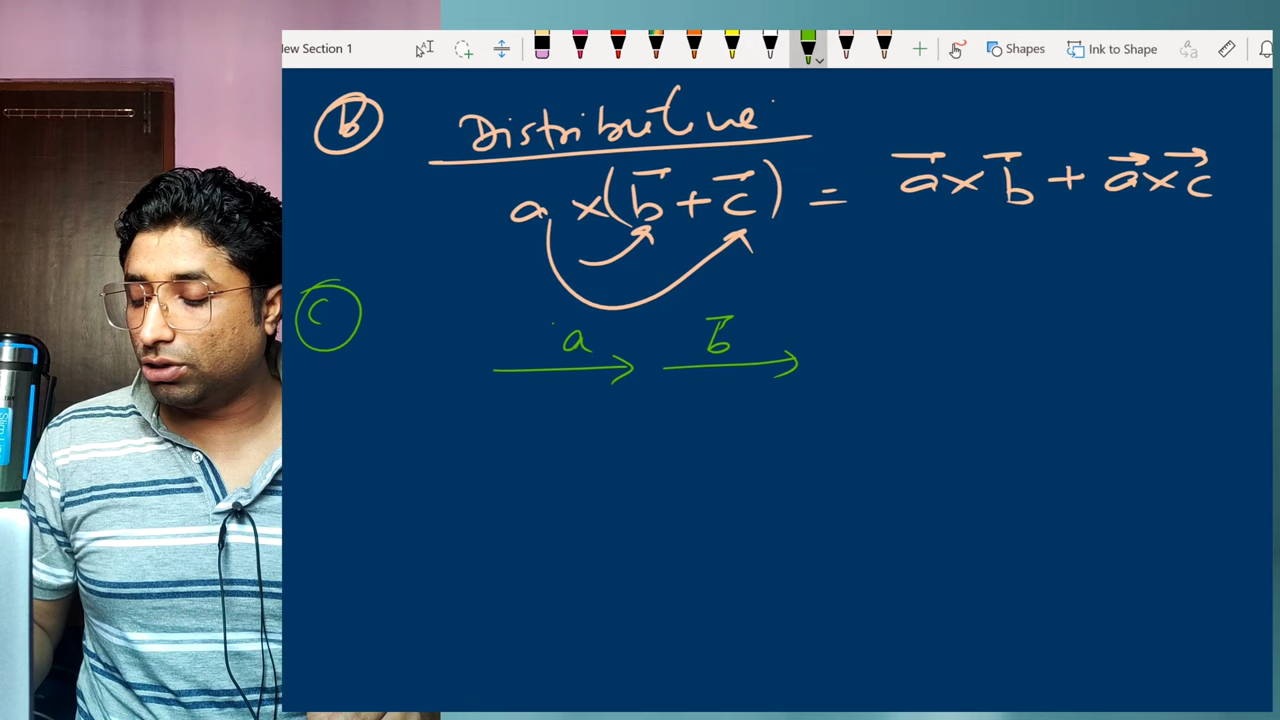 New Section 1
Shapes
Ink to Shape
B Distributive
a × (b⃗ + c⃗) = a⃗ × b⃗ + a⃗ × c⃗
C
a b⃗